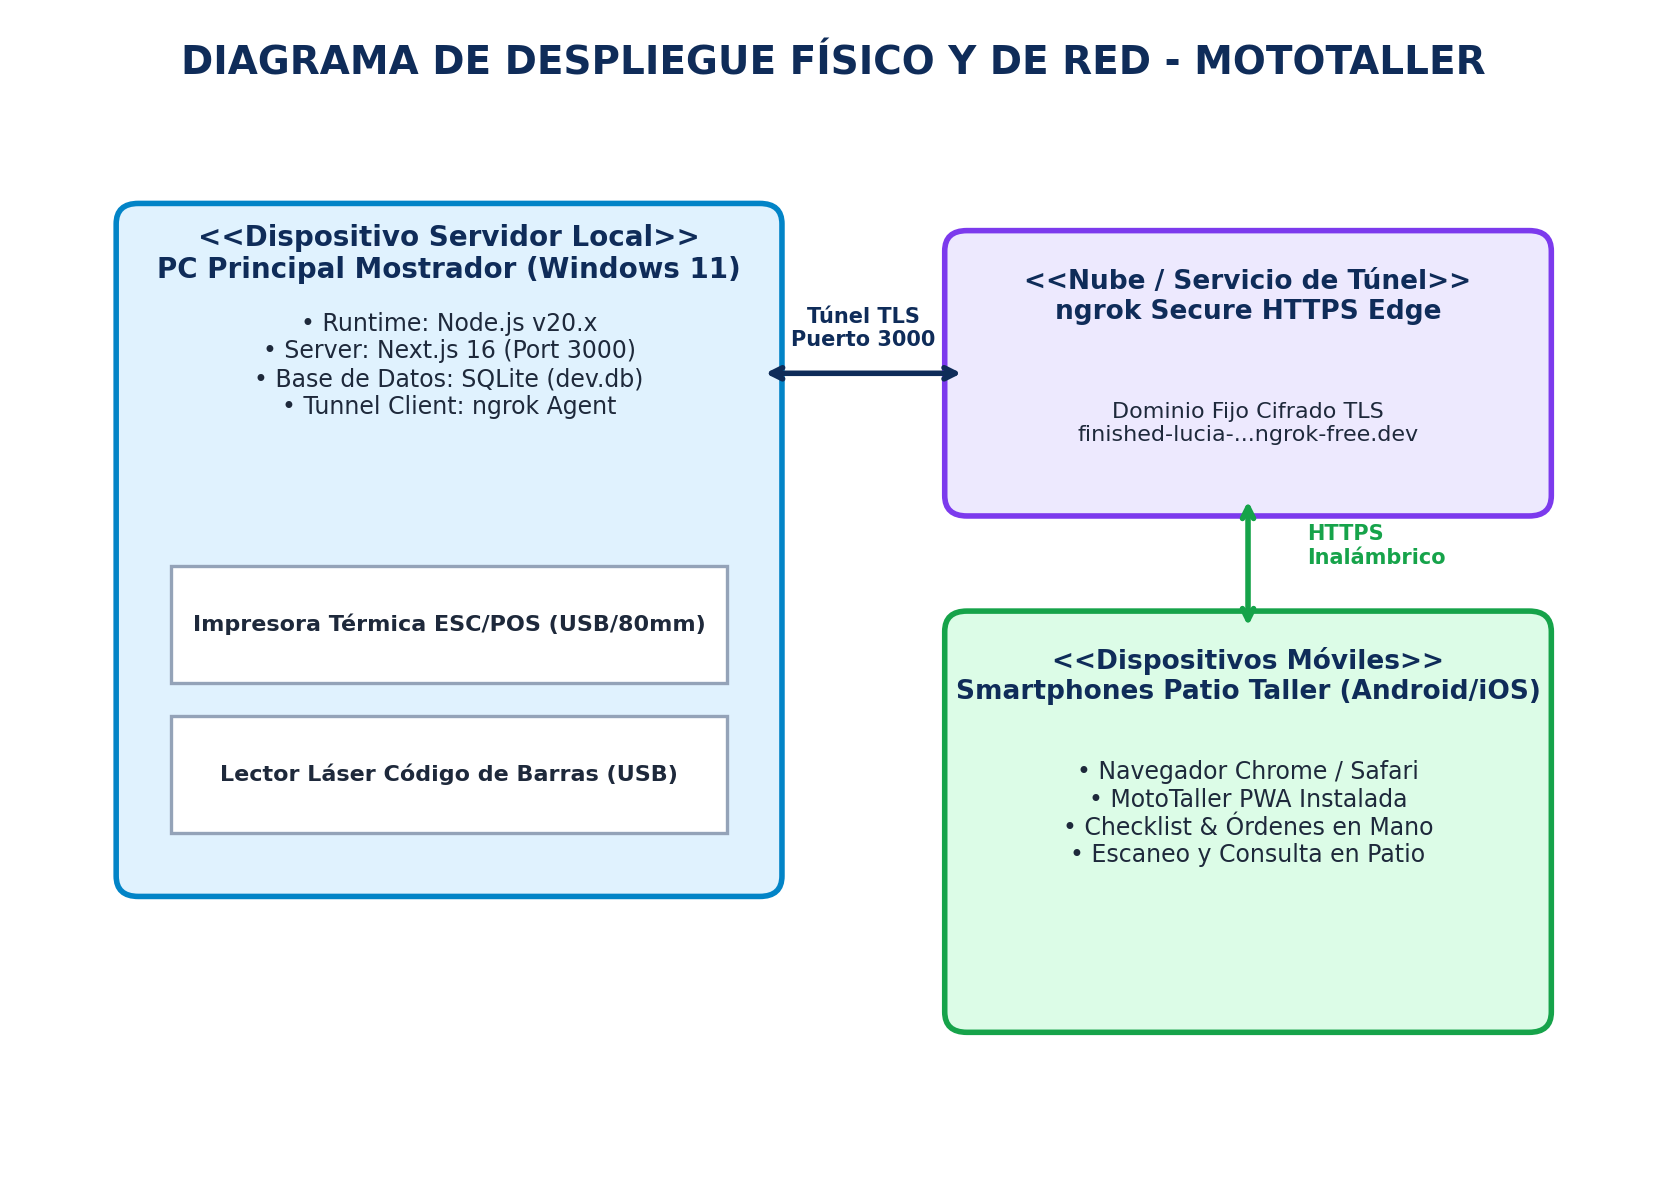 DIAGRAMA DE DESPLIEGUE FÍSICO Y DE RED - MOTOTALLER
<<Dispositivo Servidor Local>>
PC Principal Mostrador (Windows 11)
• Runtime: Node.js v20.x
• Server: Next.js 16 (Port 3000)
• Base de Datos: SQLite (dev.db)
• Tunnel Client: ngrok Agent
Impresora Térmica ESC/POS (USB/80mm)
Lector Láser Código de Barras (USB)
Túnel TLS
Puerto 3000
<<Nube / Servicio de Túnel>>
ngrok Secure HTTPS Edge
Dominio Fijo Cifrado TLS
finished-lucia-...ngrok-free.dev
HTTPS
Inalámbrico
<<Dispositivos Móviles>>
Smartphones Patio Taller (Android/iOS)
• Navegador Chrome / Safari
• MotoTaller PWA Instalada
• Checklist & Órdenes en Mano
• Escaneo y Consulta en Patio